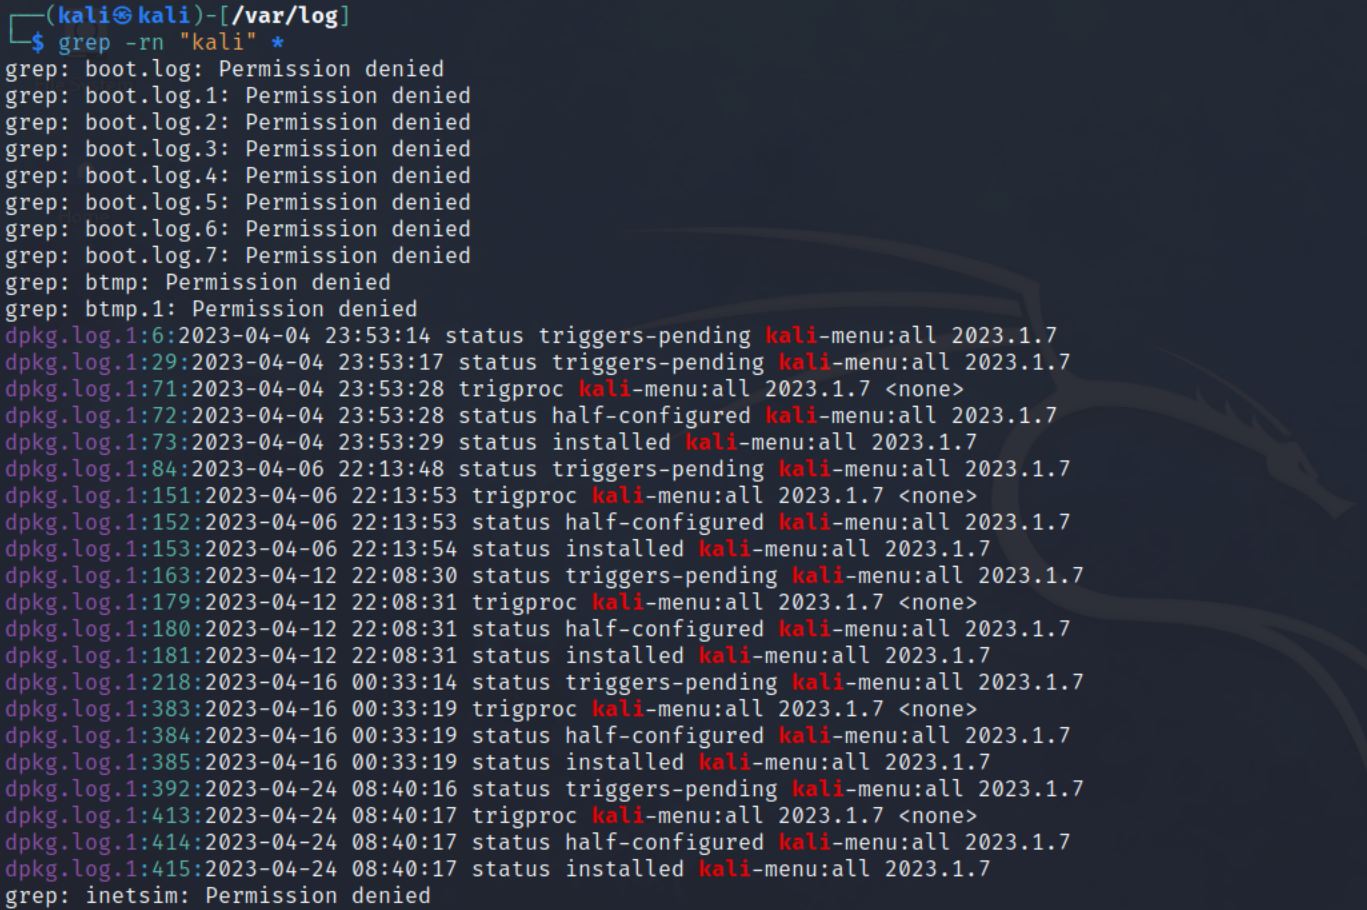 ┌──(kali㉿kali)-[/var/log]
└─$ grep -rn "kali" *
grep: boot.log: Permission denied
grep: boot.log.1: Permission denied
grep: boot.log.2: Permission denied
grep: boot.log.3: Permission denied
grep: boot.log.4: Permission denied
grep: boot.log.5: Permission denied
grep: boot.log.6: Permission denied
grep: boot.log.7: Permission denied
grep: btmp: Permission denied
grep: btmp.1: Permission denied
dpkg.log.1:6:2023-04-04 23:53:14 status triggers-pending kali-menu:all 2023.1.7
dpkg.log.1:29:2023-04-04 23:53:17 status triggers-pending kali-menu:all 2023.1.7
dpkg.log.1:71:2023-04-04 23:53:28 trigproc kali-menu:all 2023.1.7 <none>
dpkg.log.1:72:2023-04-04 23:53:28 status half-configured kali-menu:all 2023.1.7
dpkg.log.1:73:2023-04-04 23:53:29 status installed kali-menu:all 2023.1.7
dpkg.log.1:84:2023-04-06 22:13:48 status triggers-pending kali-menu:all 2023.1.7
dpkg.log.1:151:2023-04-06 22:13:53 trigproc kali-menu:all 2023.1.7 <none>
dpkg.log.1:152:2023-04-06 22:13:53 status half-configured kali-menu:all 2023.1.7
dpkg.log.1:153:2023-04-06 22:13:54 status installed kali-menu:all 2023.1.7
dpkg.log.1:163:2023-04-12 22:08:30 status triggers-pending kali-menu:all 2023.1.7
dpkg.log.1:179:2023-04-12 22:08:31 trigproc kali-menu:all 2023.1.7 <none>
dpkg.log.1:180:2023-04-12 22:08:31 status half-configured kali-menu:all 2023.1.7
dpkg.log.1:181:2023-04-12 22:08:31 status installed kali-menu:all 2023.1.7
dpkg.log.1:218:2023-04-16 00:33:14 status triggers-pending kali-menu:all 2023.1.7
dpkg.log.1:383:2023-04-16 00:33:19 trigproc kali-menu:all 2023.1.7 <none>
dpkg.log.1:384:2023-04-16 00:33:19 status half-configured kali-menu:all 2023.1.7
dpkg.log.1:385:2023-04-16 00:33:19 status installed kali-menu:all 2023.1.7
dpkg.log.1:392:2023-04-24 08:40:16 status triggers-pending kali-menu:all 2023.1.7
dpkg.log.1:413:2023-04-24 08:40:17 trigproc kali-menu:all 2023.1.7 <none>
dpkg.log.1:414:2023-04-24 08:40:17 status half-configured kali-menu:all 2023.1.7
dpkg.log.1:415:2023-04-24 08:40:17 status installed kali-menu:all 2023.1.7
grep: inetsim: Permission denied